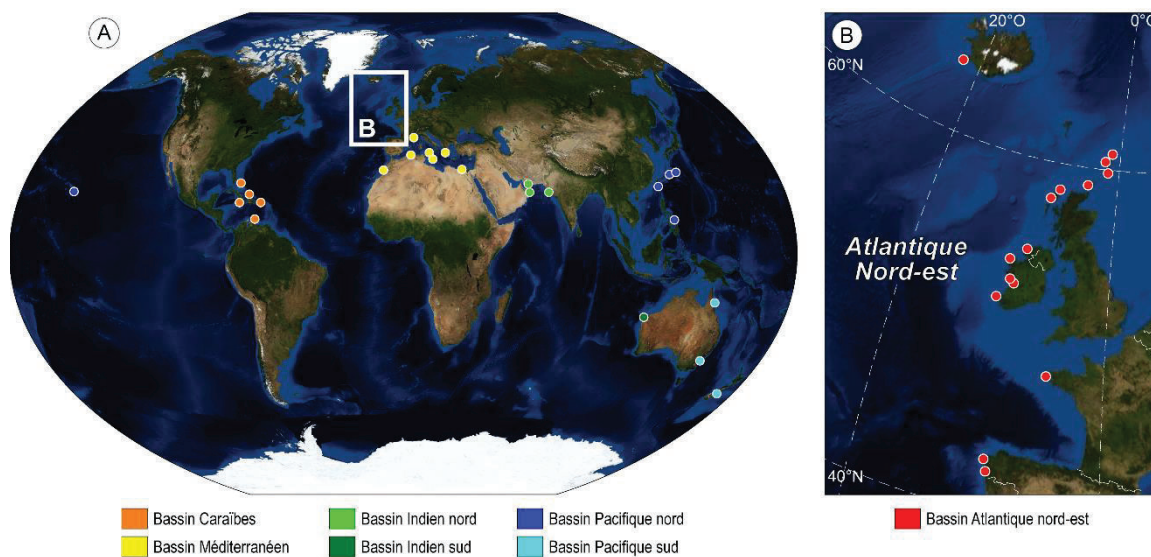 A
B
B
20°O
0°O
60°N
Atlantique
Nord-est
40°N
Bassin Caraïbes
Bassin Indien nord
Bassin Pacifique nord
Bassin Atlantique nord-est
Bassin Méditerranéen
Bassin Indien sud
Bassin Pacifique sud